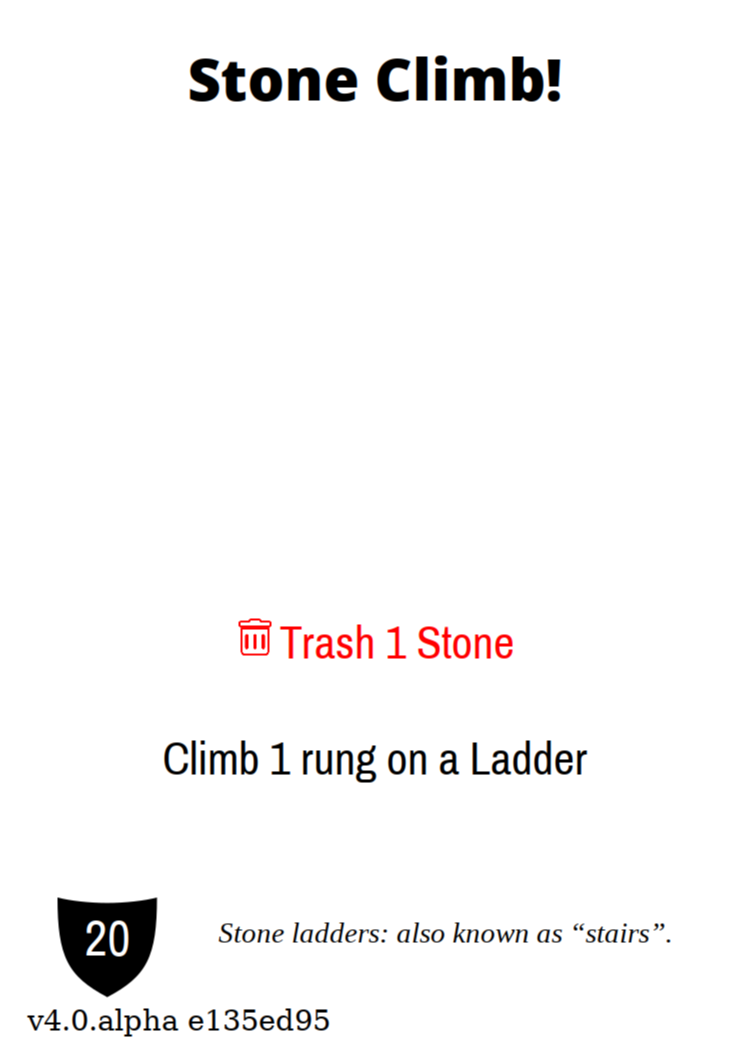 Stone Climb!
Trash 1 Stone
Climb 1 rung on a Ladder
20
Stone ladders: also known as “stairs”.
v4.0.alpha e135ed95